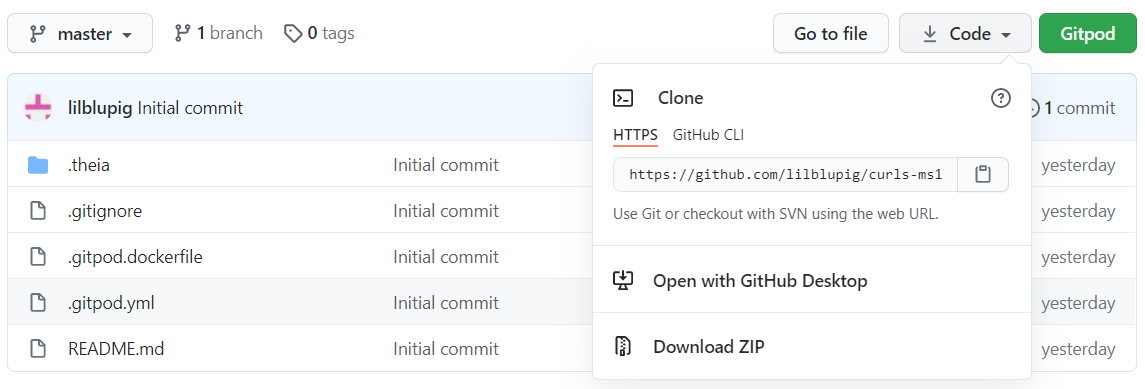 master 1 branch 0 tags Go to file Code Gitpod
lilblupig Initial commit 1 commit
Clone
HTTPS GitHub CLI
.theia Initial commit yesterday
https://github.com/lilblupig/curls-ms1
.gitignore Initial commit yesterday
Use Git or checkout with SVN using the web URL.
.gitpod.dockerfile Initial commit yesterday
Open with GitHub Desktop
.gitpod.yml Initial commit yesterday
README.md Initial commit yesterday
Download ZIP